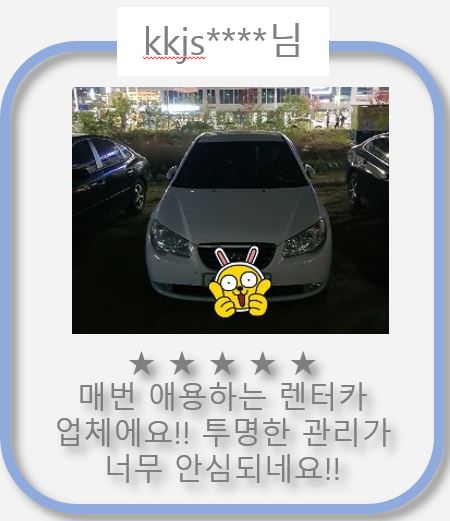 kkjs****님
★ ★ ★ ★ ★
매번 애용하는 렌터카
업체에요!! 투명한 관리가
너무 안심되네요!!